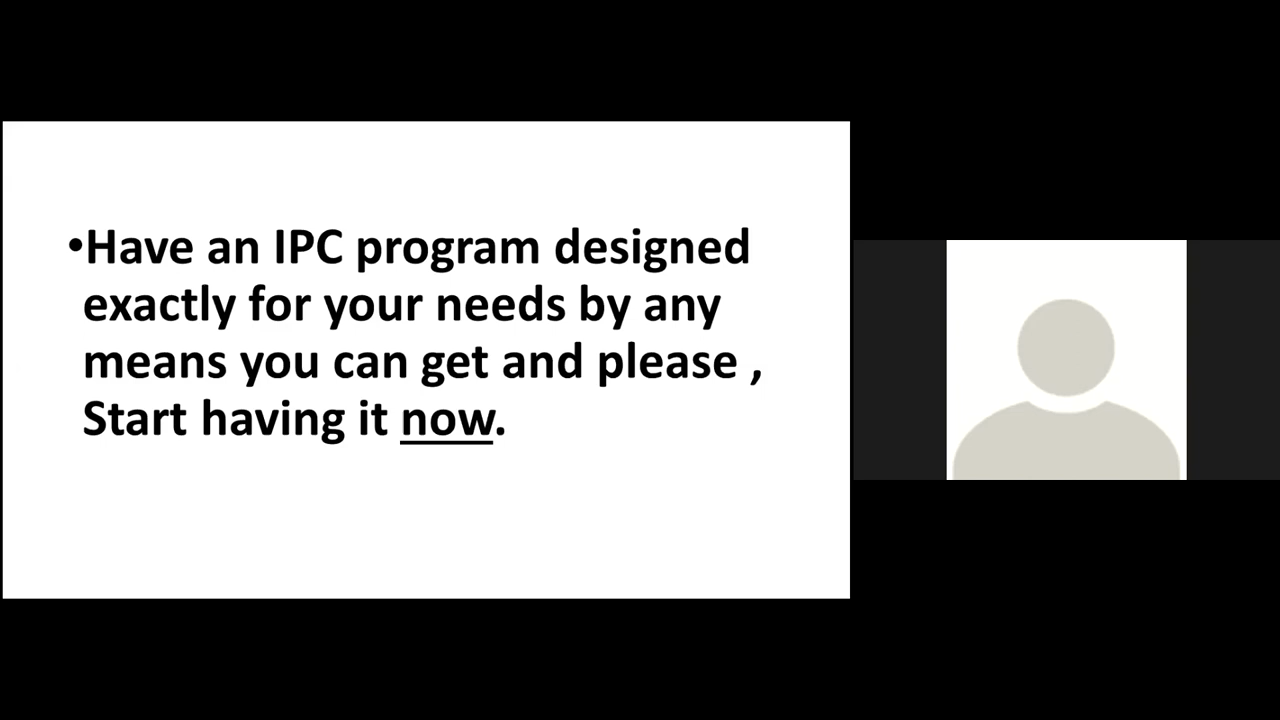 •Have an IPC program designed
exactly for your needs by any
means you can get and please ,
Start having it now.